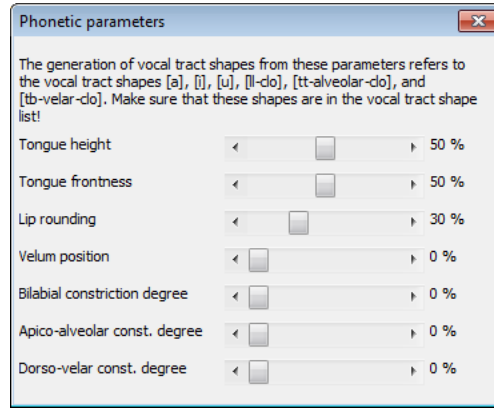 Phonetic parameters
The generation of vocal tract shapes from these parameters refers to
the vocal tract shapes [a], [i], [u], [ll-clo], [tt-alveolar-clo], and
[tb-velar-clo]. Make sure that these shapes are in the vocal tract shape
list!
Tongue height 50 %
Tongue frontness 50 %
Lip rounding 30 %
Velum position 0 %
Bilabial constriction degree 0 %
Apico-alveolar const. degree 0 %
Dorso-velar const. degree 0 %